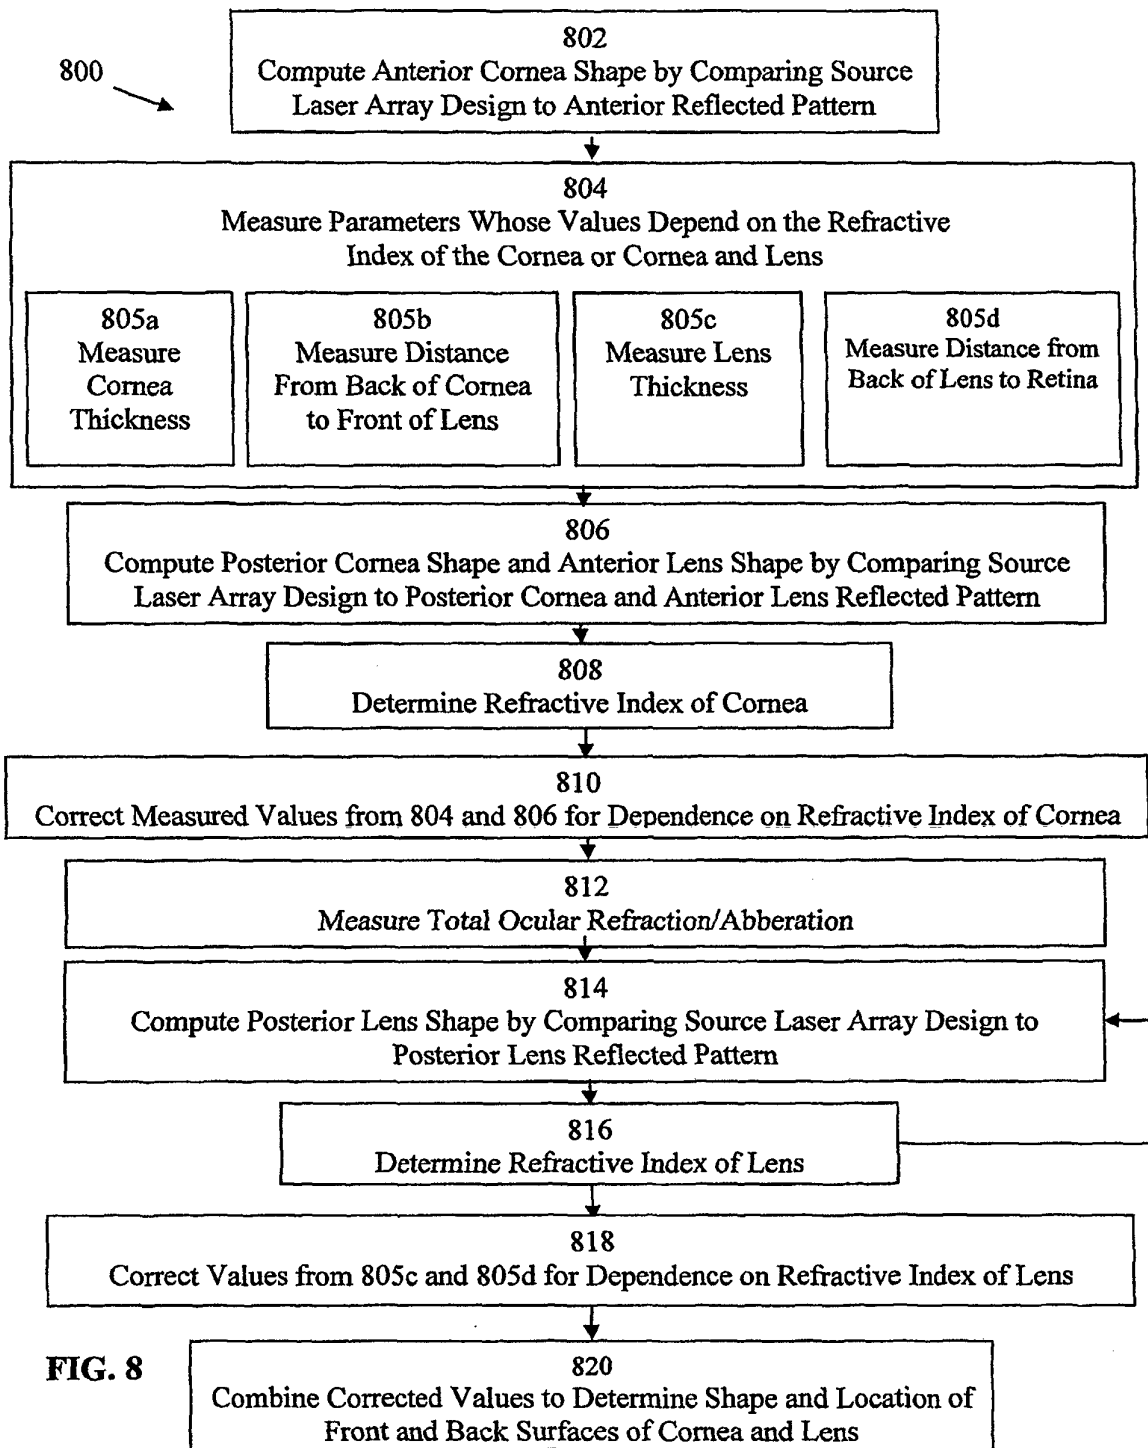 800
802
Compute Anterior Cornea Shape by Comparing Source
Laser Array Design to Anterior Reflected Pattern
804
Measure Parameters Whose Values Depend on the Refractive
Index of the Cornea or Cornea and Lens
805a
Measure
Cornea
Thickness
805b
Measure Distance
From Back of Cornea
to Front of Lens
805c
Measure Lens
Thickness
805d
Measure Distance from
Back of Lens to Retina
806
Compute Posterior Cornea Shape and Anterior Lens Shape by Comparing Source
Laser Array Design to Posterior Cornea and Anterior Lens Reflected Pattern
808
Determine Refractive Index of Cornea
810
Correct Measured Values from 804 and 806 for Dependence on Refractive Index of Cornea
812
Measure Total Ocular Refraction/Abberation
814
Compute Posterior Lens Shape by Comparing Source Laser Array Design to
Posterior Lens Reflected Pattern
816
Determine Refractive Index of Lens
818
Correct Values from 805c and 805d for Dependence on Refractive Index of Lens
FIG. 8
820
Combine Corrected Values to Determine Shape and Location of
Front and Back Surfaces of Cornea and Lens